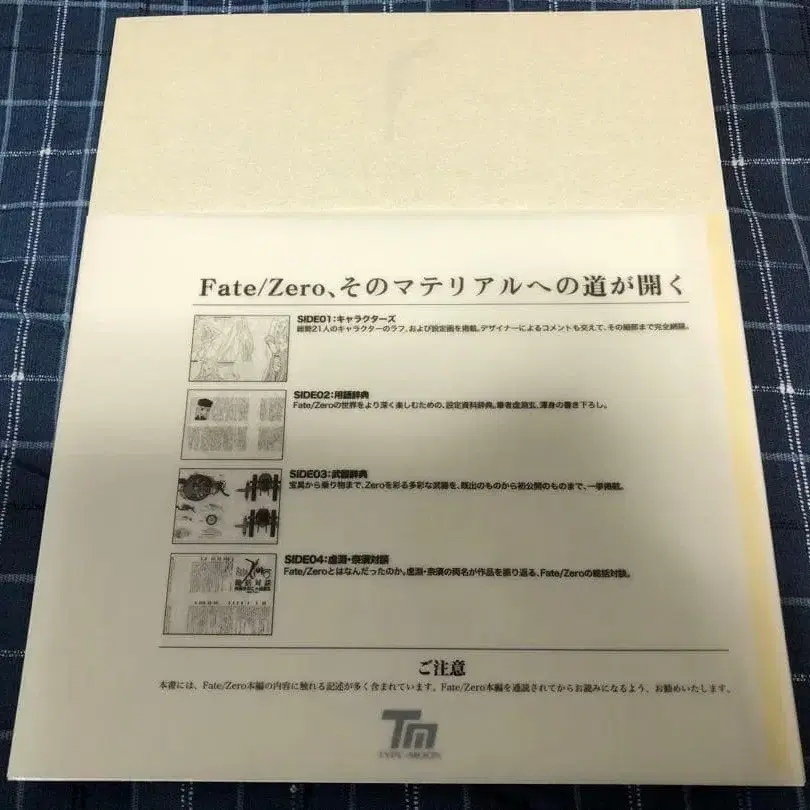 Fate/Zero、そのマテリアルへの道が開く
SIDE01:キャラクターズ
総勢21人のキャラクターのラフ、および設定画を掲載。デザイナーによるコメントも交えて、その細部まで完全網羅。
SIDE02:用語辞典
Fate/Zeroの世界をより深く楽しむための、設定資料辞典。著者虚淵玄、渾身の書き下ろし。
SIDE03:武器辞典
宝具から乗り物まで、Zeroを彩る多彩な武器を、既出のものから初公開のものまで、一挙掲載。
SIDE04:虚淵・奈須対談
Fate/Zeroとはなんだったのか。虚淵・奈須の両名が作品を振り返る、Fate/Zeroの総括対談。
ご注意
本書には、Fate/Zero本編の内容に触れる記述が多く含まれています。Fate/Zero本編を通読されてからお読みになるよう、お勧めいたします。
TM
TYPE-MOON